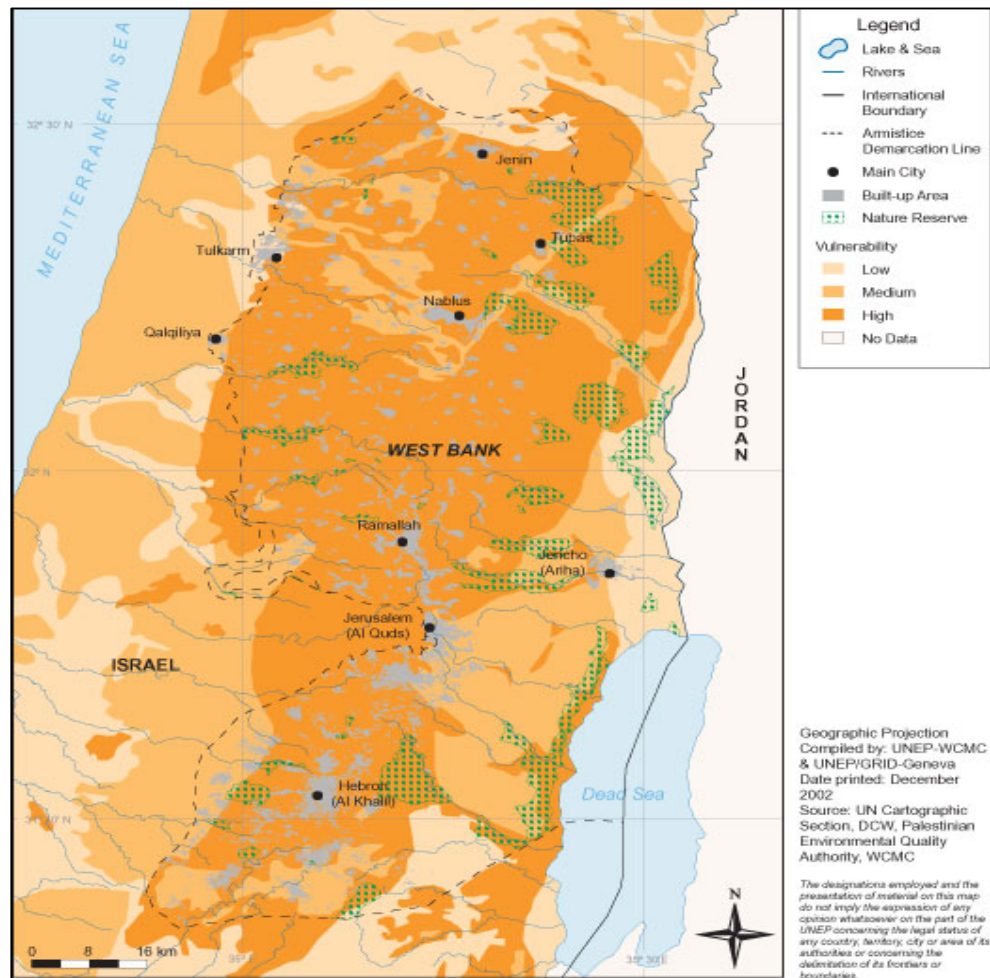 MEDITERRANEAN SEA
32° 30' N
Jenin
Tulkarm
Tubas
Nablus
Qalqiliya
JORDAN
WEST BANK
Ramallah
Jericho
(Ariha)
Jerusalem
(Al Quds)
ISRAEL
Hebron
(Al Khalil)
Dead Sea
0 8 16 km
N
Legend
Lake & Sea
Rivers
International
Boundary
Armistice
Demarcation Line
Main City
Built-up Area
Nature Reserve
Vulnerability
Low
Medium
High
No Data
Geographic Projection
Compiled by: UNEP-WCMC
& UNEP/GRID-Geneva
Date printed: December
2002
Source: UN Cartographic
Section, DCW, Palestinian
Environmental Quality
Authority, WCMC
The designations employed and the
presentation of material on this map
do not imply the expression of any
opinion whatsoever on the part of the
UNEP concerning the legal status of
any country, territory, city or area of its
authorities or concerning the
delimitation of its frontiers or
boundaries.